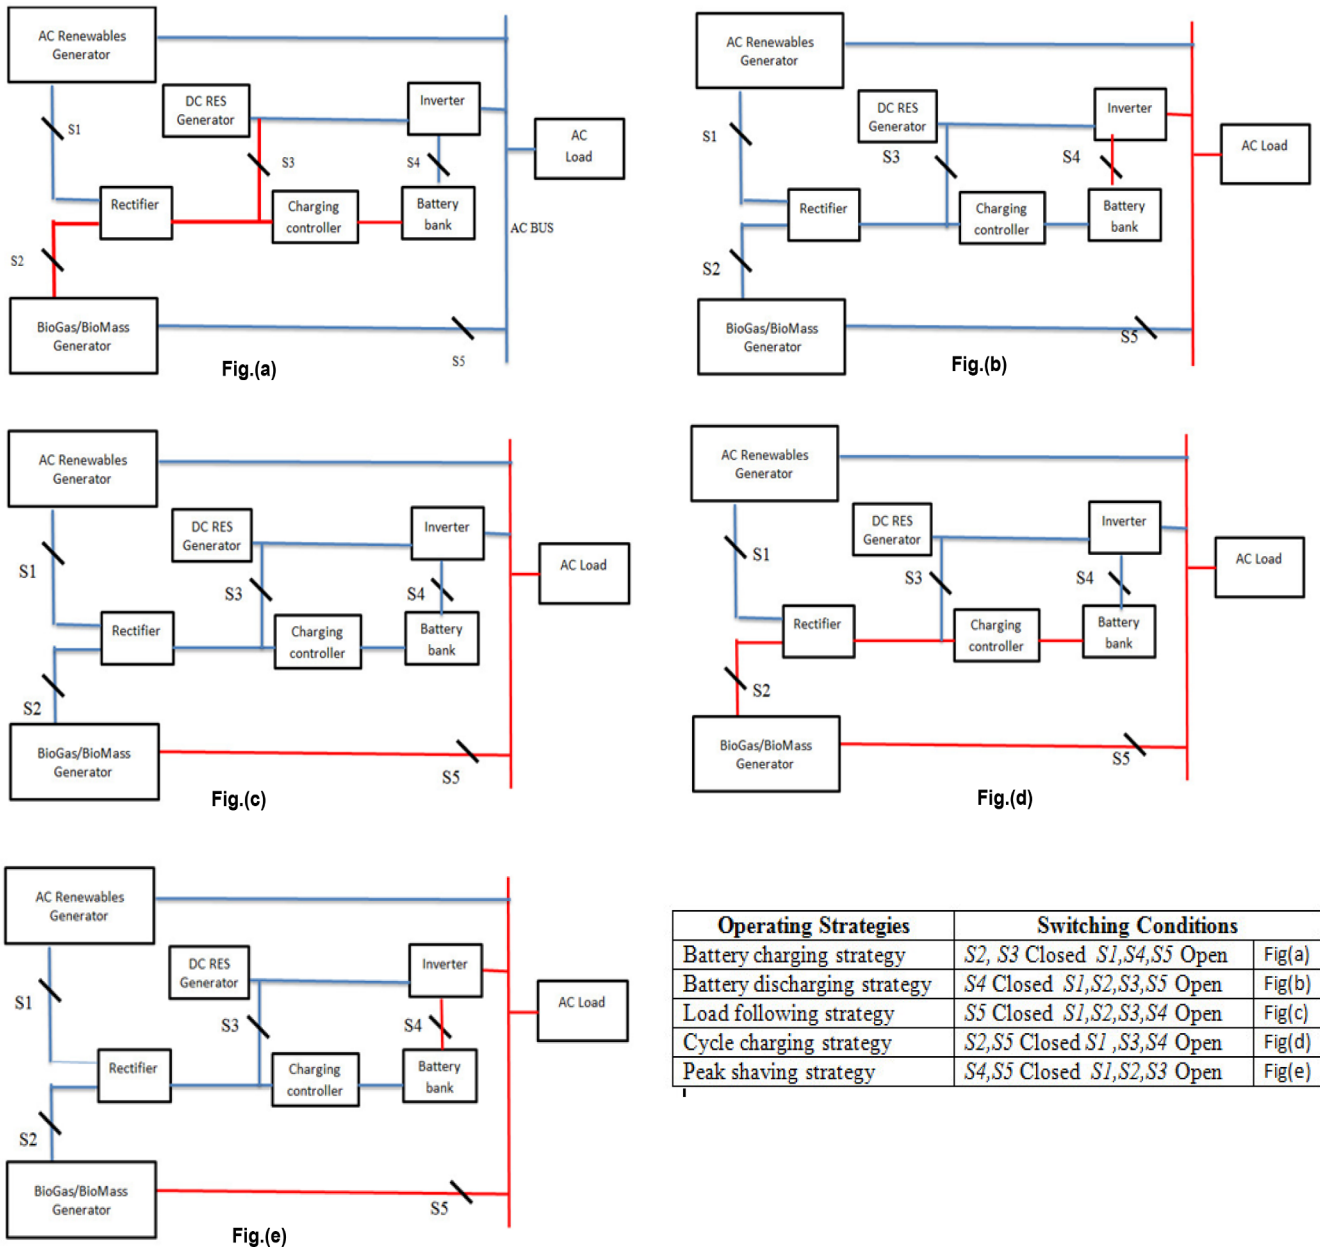 AC Renewables
Generator
S1
DC RES
Generator
Inverter
S3
S4
AC
Load
Rectifier
Charging
controller
Battery
bank
AC BUS
S2
BioGas/BioMass
Generator
S5
Fig.(a)
AC Renewables
Generator
S1
DC RES
Generator
Inverter
S3
S4
AC Load
Rectifier
Charging
controller
Battery
bank
S2
BioGas/BioMass
Generator
S5
Fig.(b)
AC Renewables
Generator
S1
DC RES
Generator
Inverter
S3
S4
AC Load
Rectifier
Charging
controller
Battery
bank
S2
BioGas/BioMass
Generator
S5
Fig.(c)
AC Renewables
Generator
S1
DC RES
Generator
Inverter
S3
S4
AC Load
Rectifier
Charging
controller
Battery
bank
S2
BioGas/BioMass
Generator
S5
Fig.(d)
AC Renewables
Generator
S1
DC RES
Generator
Inverter
S3
S4
AC Load
Rectifier
Charging
controller
Battery
bank
S2
BioGas/BioMass
Generator
S5
Fig.(e)
Operating Strategies Switching Conditions
Battery charging strategy S2, S3 Closed S1,S4,S5 Open Fig(a)
Battery discharging strategy S4 Closed S1,S2,S3,S5 Open Fig(b)
Load following strategy S5 Closed S1,S2,S3,S4 Open Fig(c)
Cycle charging strategy S2,S5 Closed S1 ,S3,S4 Open Fig(d)
Peak shaving strategy S4,S5 Closed S1,S2,S3 Open Fig(e)